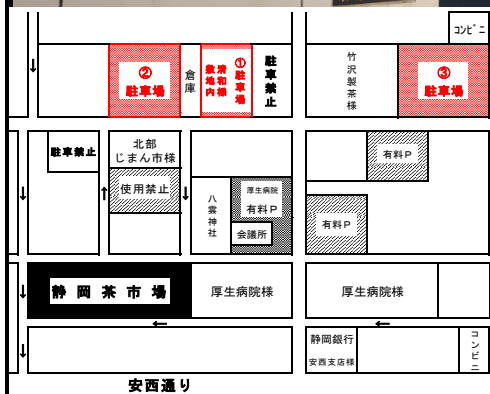 コンビニ
②
駐車場
倉庫
清和様
敷地内
①駐車場
駐車禁止
竹沢製茶様
③
駐車場
駐車禁止
北部
じまん市様
使用禁止
八雲神社
厚生病院
有料P
会議所
有料P
有料P
静岡茶市場
厚生病院様
厚生病院様
静岡銀行
安西支店様
コンビニ
安西通り